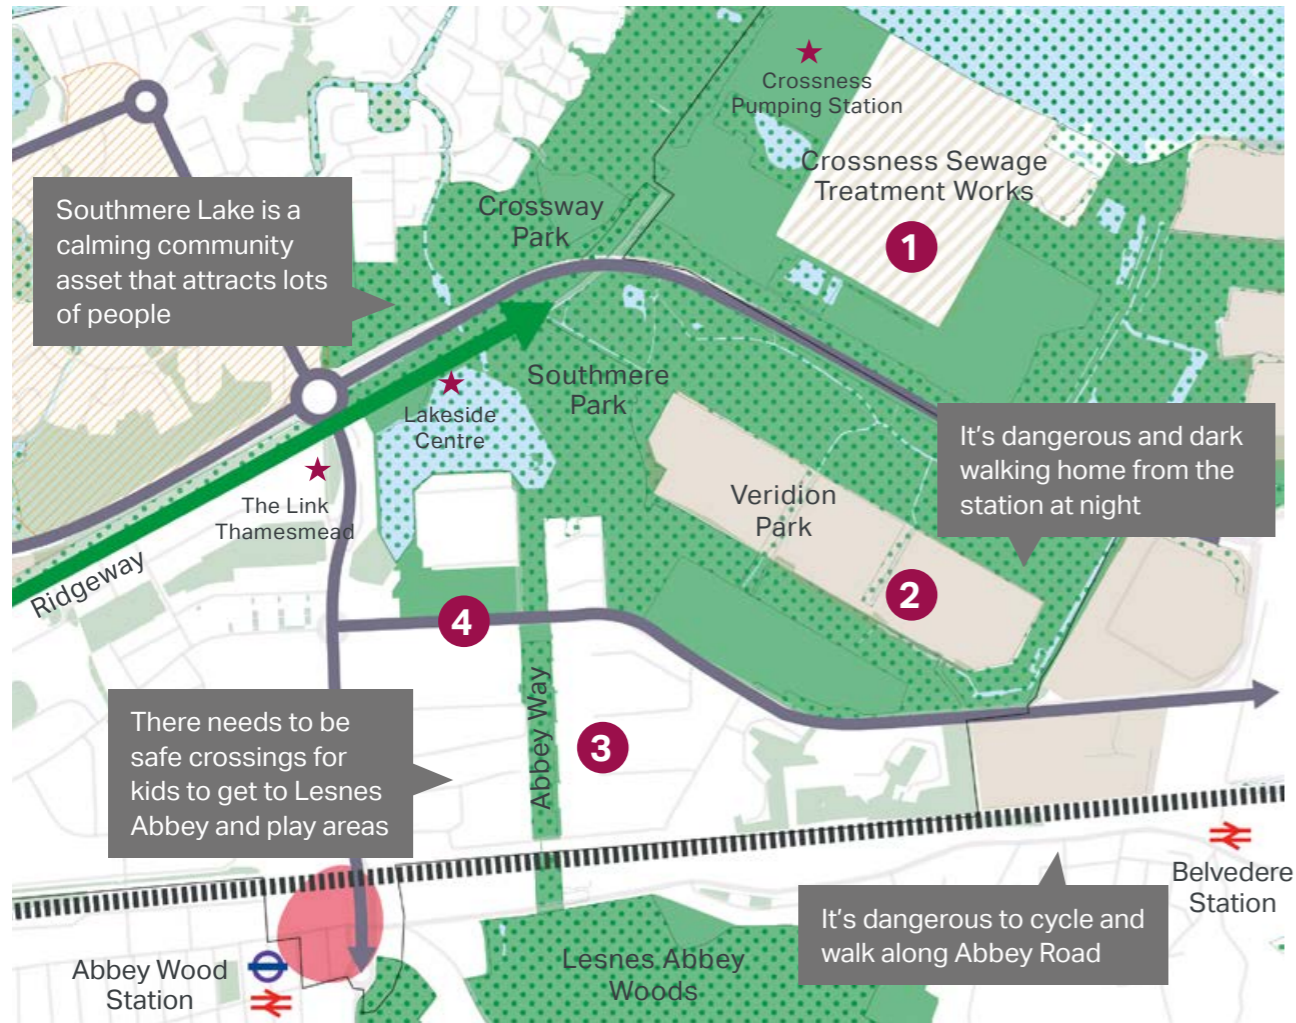 Crossness
Pumping Station
Crossness Sewage
Treatment Works
1
Southmere Lake is a
calming community
asset that attracts lots
of people
Crossway
Park
Southmere
Park
Lakeside
Centre
It's dangerous and dark
walking home from the
station at night
The Link
Thamesmead
Veridion
Park
Ridgeway
2
4
There needs to be
safe crossings for
kids to get to Lesnes
Abbey and play areas
Abbey Way
3
Belvedere
Station
It's dangerous to cycle and
walk along Abbey Road
Abbey Wood
Station
Lesnes Abbey
Woods